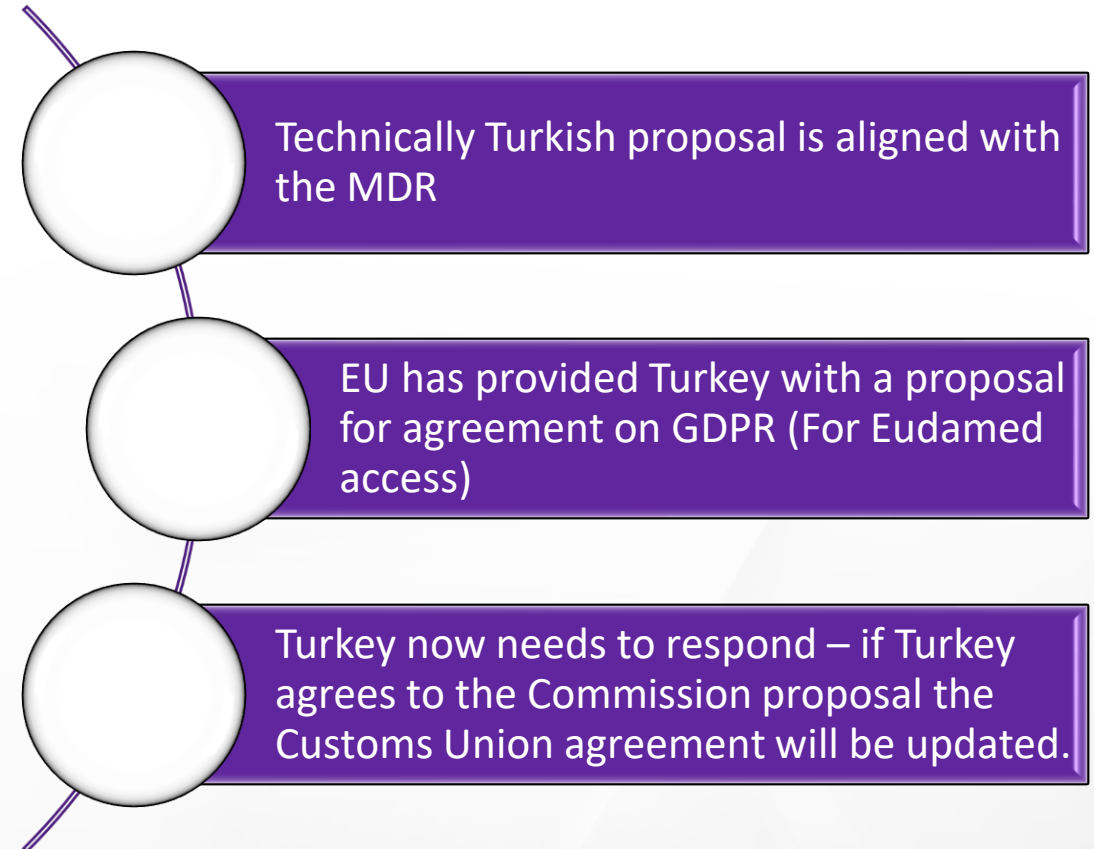 Technically Turkish proposal is aligned with
the MDR
EU has provided Turkey with a proposal
for agreement on GDPR (For Eudamed
access)
Turkey now needs to respond – if Turkey
agrees to the Commission proposal the
Customs Union agreement will be updated.